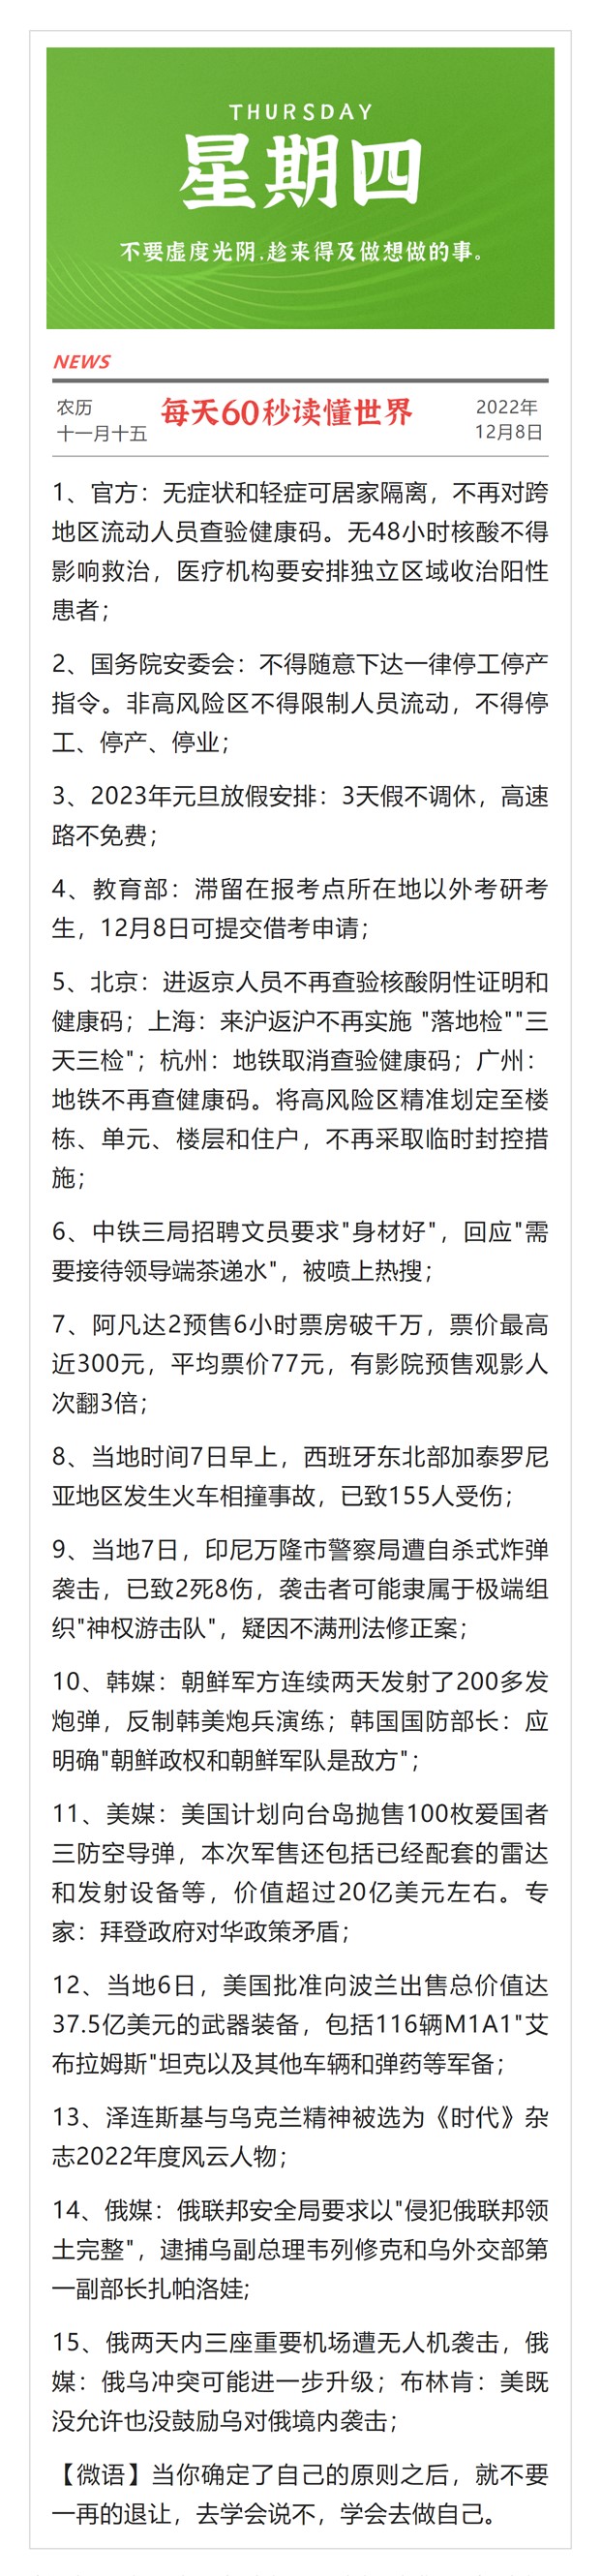 THURSDAY
星期四
不要虚度光阴,趁来得及做想做的事。
NEWS
农历
十一月十五
每天60秒读懂世界
2022年
12月8日
1、官方：无症状和轻症可居家隔离，不再对跨
地区流动人员查验健康码。无48小时核酸不得
影响救治，医疗机构要安排独立区域收治阳性
患者；
2、国务院安委会：不得随意下达一律停工停产
指令。非高风险区不得限制人员流动，不得停
工、停产、停业；
3、2023年元旦放假安排：3天假不调休，高速
路不免费；
4、教育部：滞留在报考点所在地以外考研考
生，12月8日可提交借考申请；
5、北京：进返京人员不再查验核酸阴性证明和
健康码；上海：来沪返沪不再实施 "落地检""三
天三检"；杭州：地铁取消查验健康码；广州：
地铁不再查健康码。将高风险区精准划定至楼
栋、单元、楼层和住户，不再采取临时封控措
施；
6、中铁三局招聘文员要求"身材好"，回应"需
要接待领导端茶递水"，被喷上热搜；
7、阿凡达2预售6小时票房破千万，票价最高
近300元，平均票价77元，有影院预售观影人
次翻3倍；
8、当地时间7日早上，西班牙东北部加泰罗尼
亚地区发生火车相撞事故，已致155人受伤；
9、当地7日，印尼万隆市警察局遭自杀式炸弹
袭击，已致2死8伤，袭击者可能隶属于极端组
织"神权游击队"，疑因不满刑法修正案；
10、韩媒：朝鲜军方连续两天发射了200多发
炮弹，反制韩美炮兵演练；韩国国防部长：应
明确"朝鲜政权和朝鲜军队是敌方"；
11、美媒：美国计划向台岛抛售100枚爱国者
三防空导弹，本次军售还包括已经配套的雷达
和发射设备等，价值超过20亿美元左右。专
家：拜登政府对华政策矛盾；
12、当地6日，美国批准向波兰出售总价值达
37.5亿美元的武器装备，包括116辆M1A1"艾
布拉姆斯"坦克以及其他车辆和弹药等军备；
13、泽连斯基与乌克兰精神被选为《时代》杂
志2022年度风云人物；
14、俄媒：俄联邦安全局要求以"侵犯俄联邦领
土完整"，逮捕乌副总理韦列修克和乌外交部第
一副部长扎帕洛娃;
15、俄两天内三座重要机场遭无人机袭击，俄
媒：俄乌冲突可能进一步升级；布林肯：美既
没允许也没鼓励乌对俄境内袭击；
【微语】当你确定了自己的原则之后，就不要
一再的退让，去学会说不，学会去做自己。